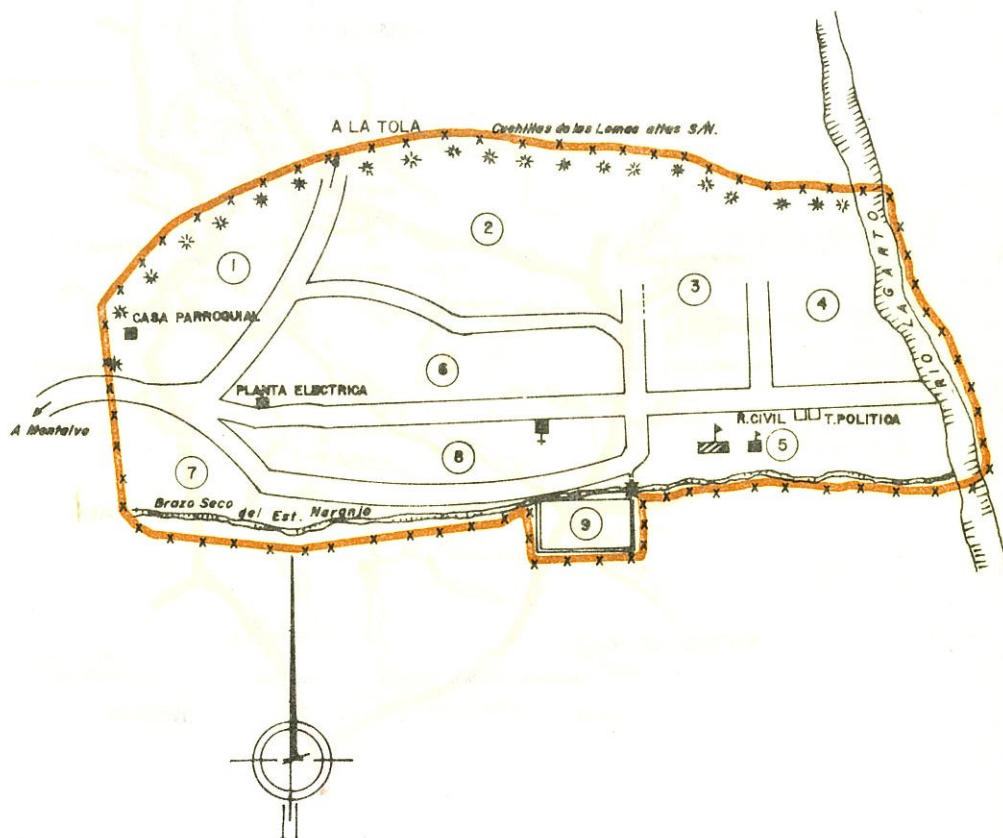 A LA TOLA
Cuchillas de las Lomas altas S/N.
2
1
3
4
RIO LAGARTO
CASA PARROQUIAL
6
PLANTA ELECTRICA
R.CIVIL
T.POLITICA
A Montalvo
8
5
7
Brazo Seco del Est. Naranjo
9